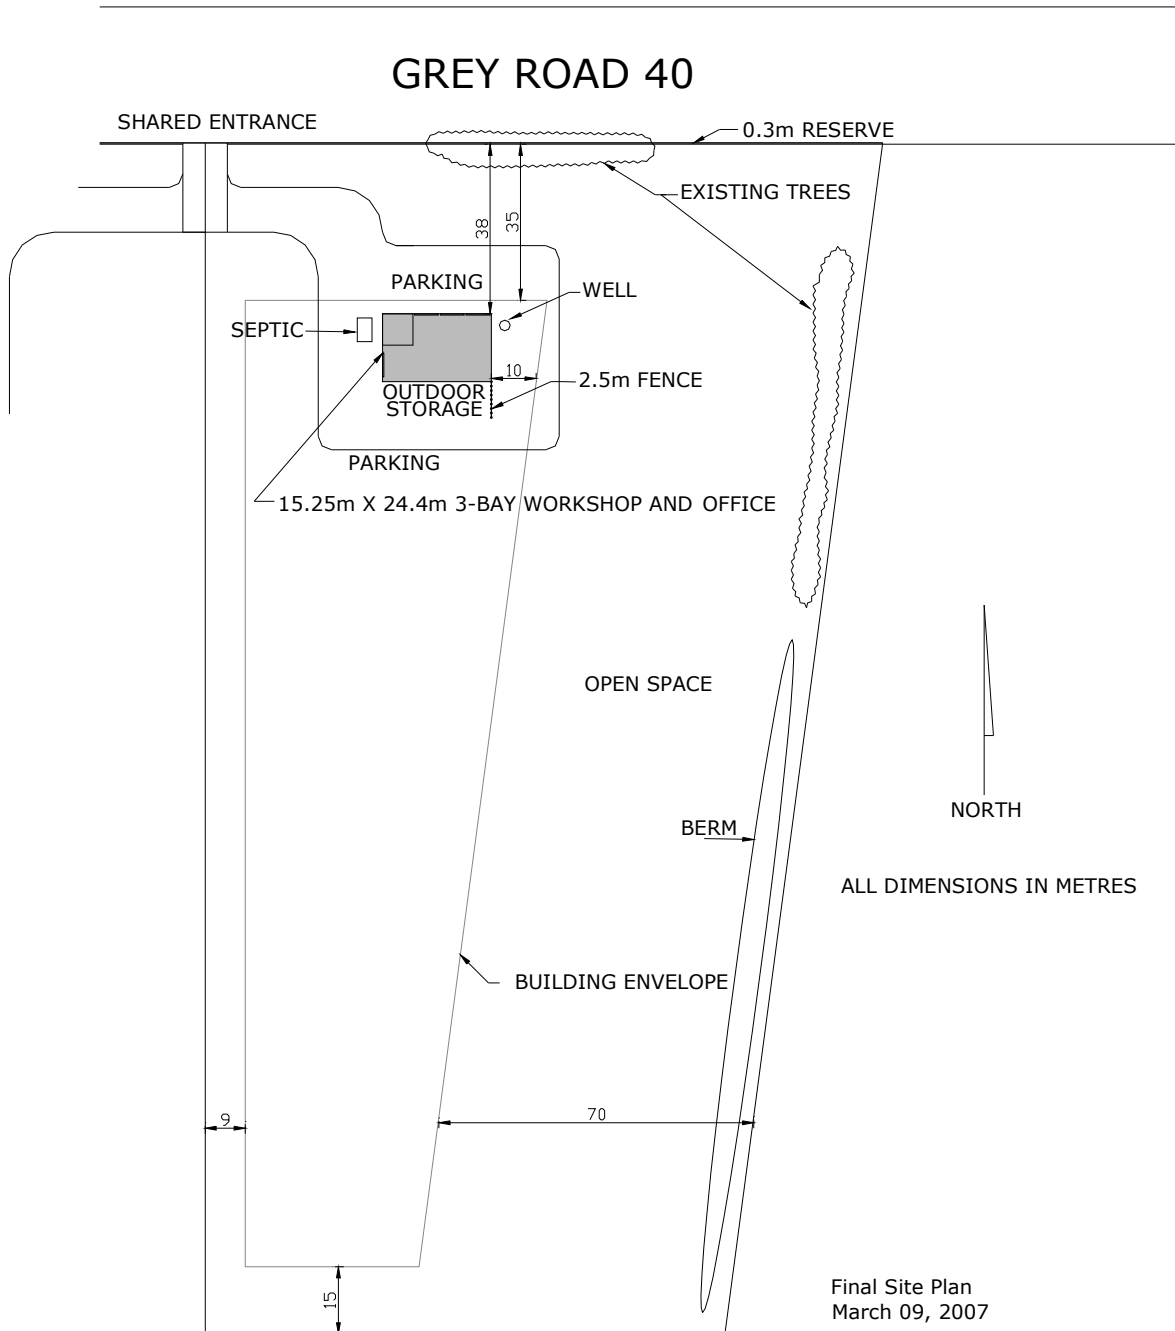 GREY ROAD 40
SHARED ENTRANCE
0.3m RESERVE
EXISTING TREES
38
35
PARKING
WELL
SEPTIC
10
2.5m FENCE
OUTDOOR
STORAGE
PARKING
15.25m X 24.4m 3-BAY WORKSHOP AND OFFICE
OPEN SPACE
NORTH
BERM
ALL DIMENSIONS IN METRES
BUILDING ENVELOPE
9
70
15
Final Site Plan
March 09, 2007